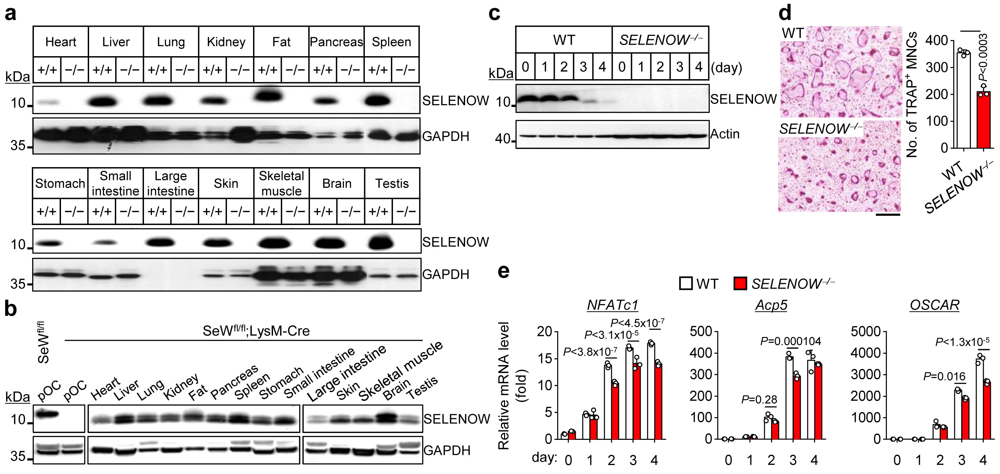 a
Heart Liver Lung Kidney Fat Pancreas Spleen
+/+ −/− +/+ −/− +/+ −/− +/+ −/− +/+ −/− +/+ −/− +/+ −/−
kDa
10 SELENOW
35 GAPDH
Stomach Small intestine Large intestine Skin Skeletal muscle Brain Testis
+/+ −/− +/+ −/− +/+ −/− +/+ −/− +/+ −/− +/+ −/− +/+ −/−
10 SELENOW
35 GAPDH
b
SeWfl/fl
SeWfl/fl;LysM-Cre
kDa pOC pOC Heart Liver Lung Kidney Fat Pancreas Spleen Stomach Small intestine Large intestine Skin Skeletal muscle Brain Testis
10 SELENOW
35 GAPDH
c
WT SELENOW−/−
kDa 0 1 2 3 4 0 1 2 3 4 (day)
10 SELENOW
40 Actin
d
WT
SELENOW−/−
No. of TRAP+ MNCs
400
300
200
100
0
P<0.0003
WT
SELENOW−/−
e
WT SELENOW−/−
Relative mRNA level
(fold)
NFATc1
20
15
10
5
0
P<3.8x10-7
P<3.1x10-5
P<4.5x10-7
day: 0 1 2 3 4
Acp5
500
400
300
200
100
0
P=0.28
P=0.000104
0 1 2 3 4
OSCAR
5000
4000
3000
2000
1000
0
P=0.016
P<1.3x10-5
0 1 2 3 4